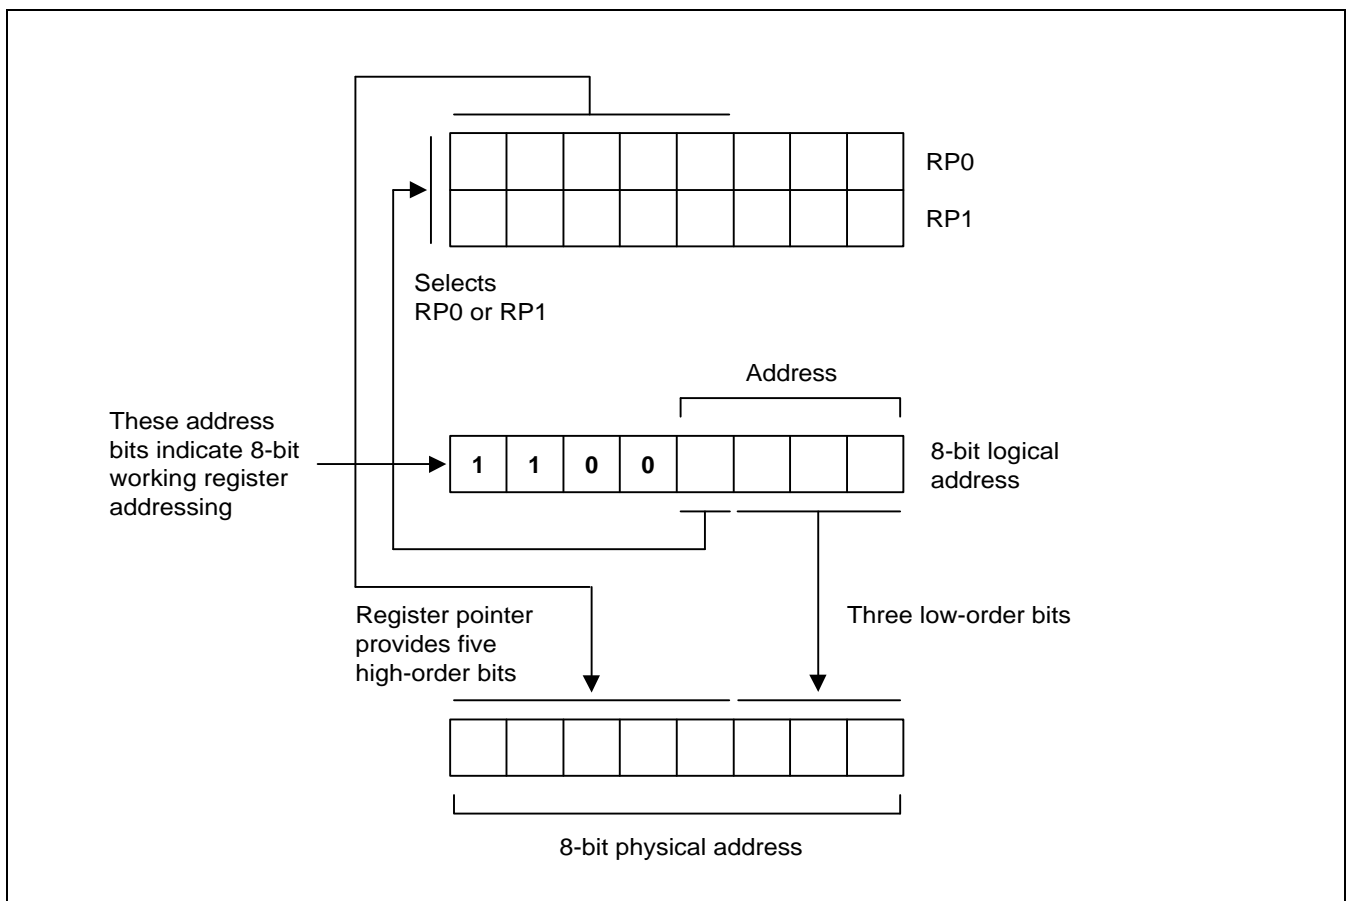 RP0
RP1
Selects
RP0 or RP1
Address
These address
bits indicate 8-bit
working register
addressing
1 1 0 0
8-bit logical
address
Register pointer
provides five
high-order bits
Three low-order bits
8-bit physical address